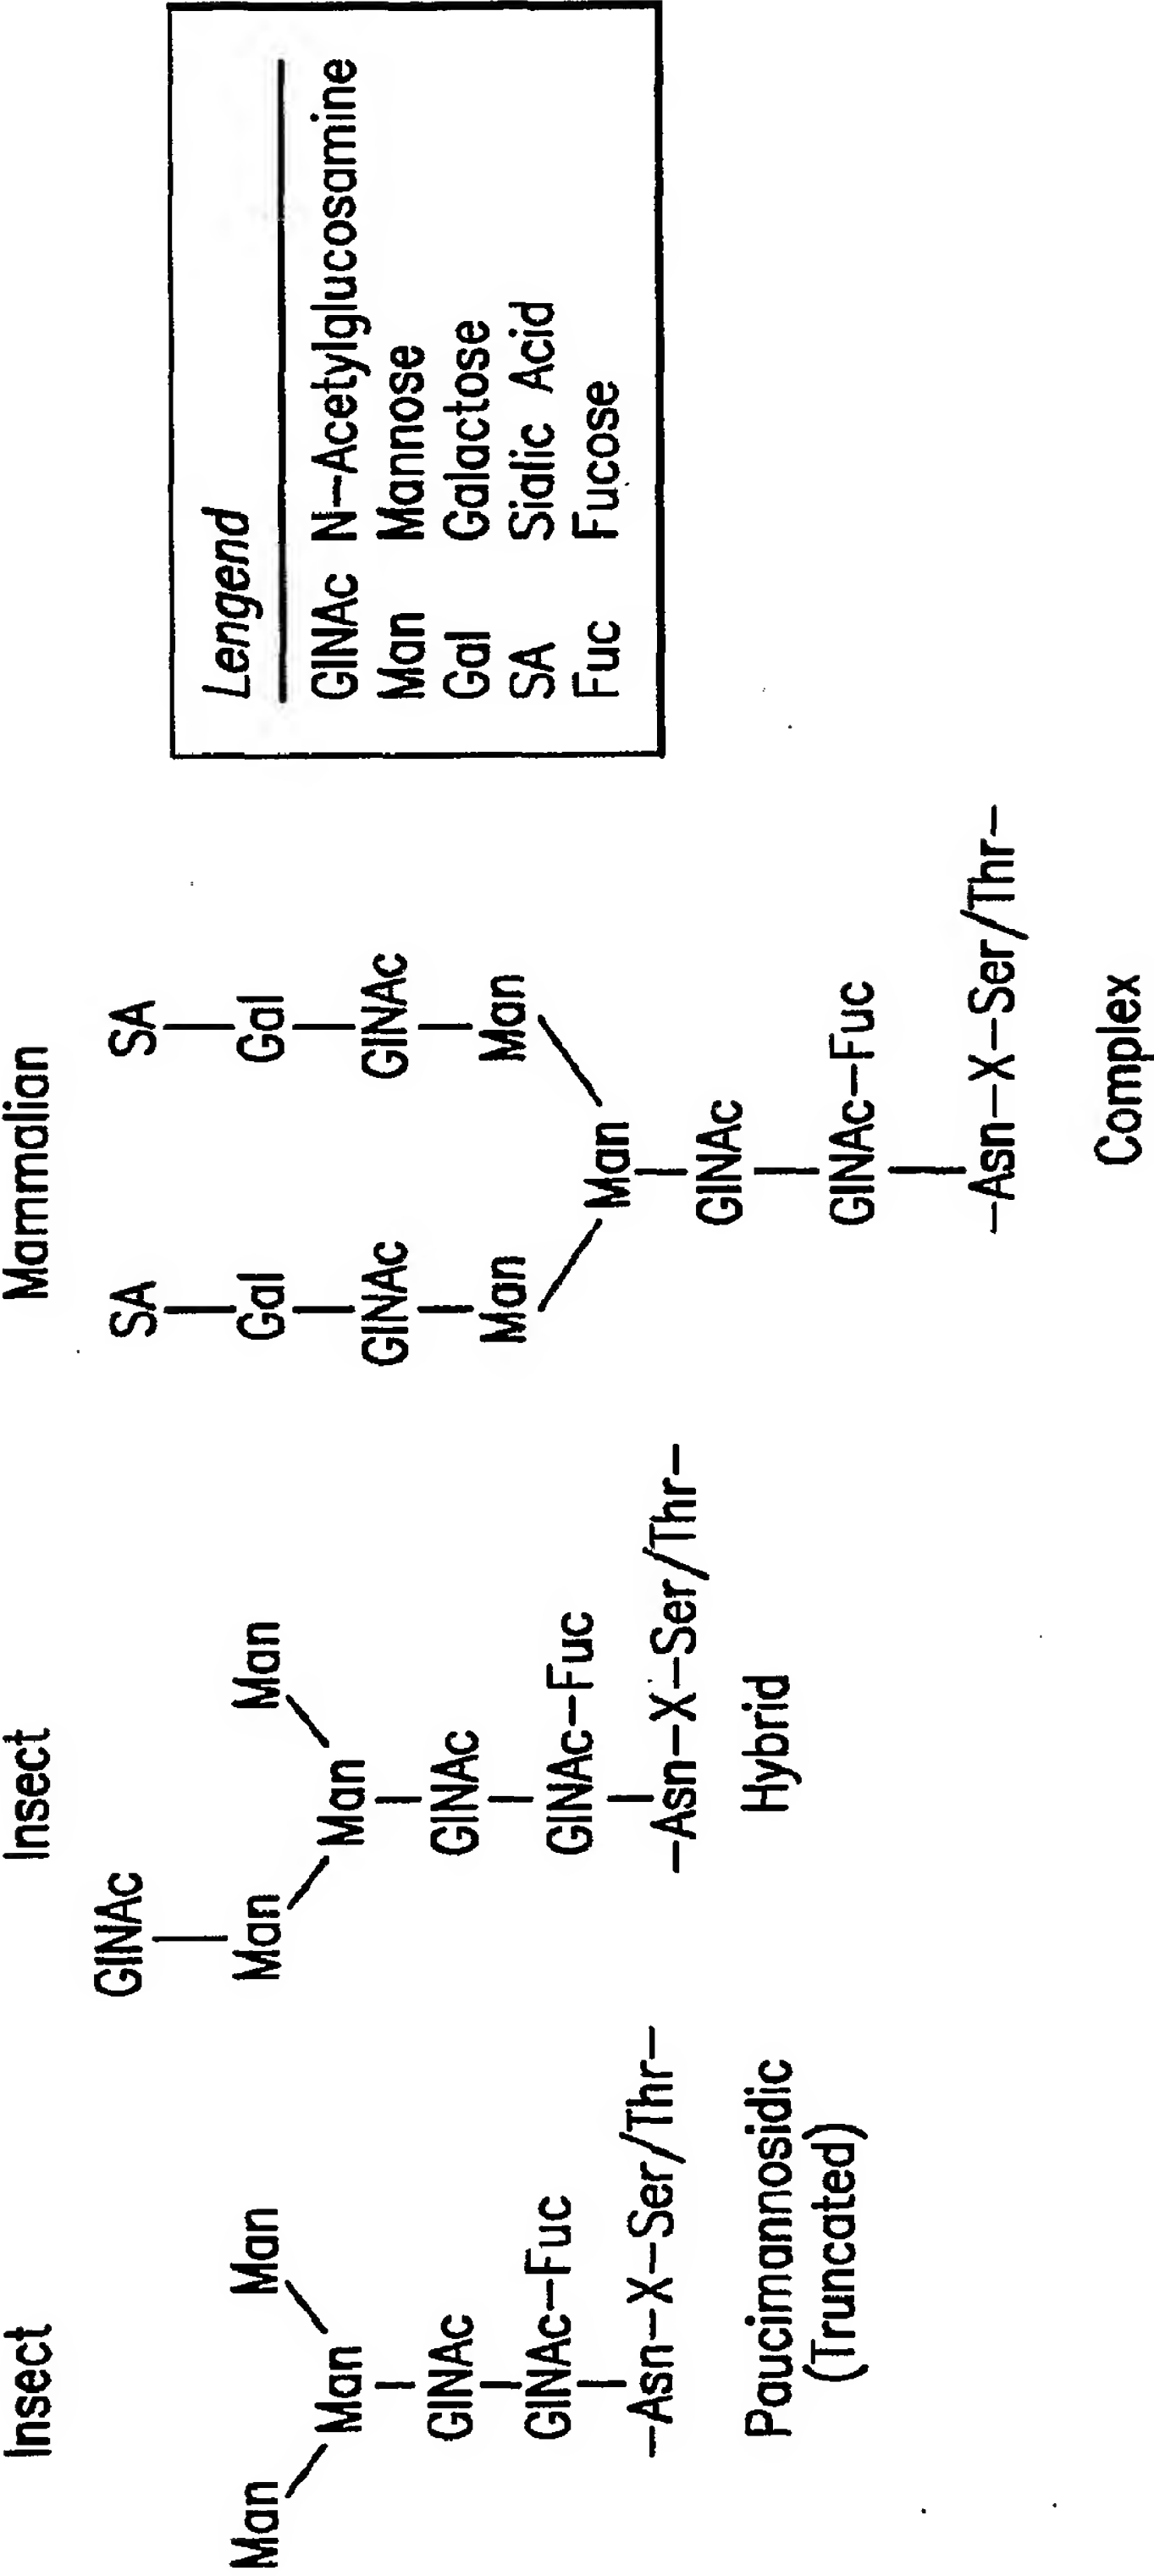 Insect
Man Man
Man
GlNAc
GlNAc–Fuc
–Asn–X–Ser/Thr–
Paucimannosidic
(Truncated)
Insect
GlNAc
Man Man
Man
GlNAc
GlNAc–Fuc
–Asn–X–Ser/Thr–
Hybrid
Mammalian
SA SA
Gal Gal
GlNAc GlNAc
Man Man
Man
GlNAc
GlNAc–Fuc
–Asn–X–Ser/Thr–
Complex
Lengend
GlNAc N–Acetylglucosamine
Man Mannose
Gal Galactose
SA Sialic Acid
Fuc Fucose